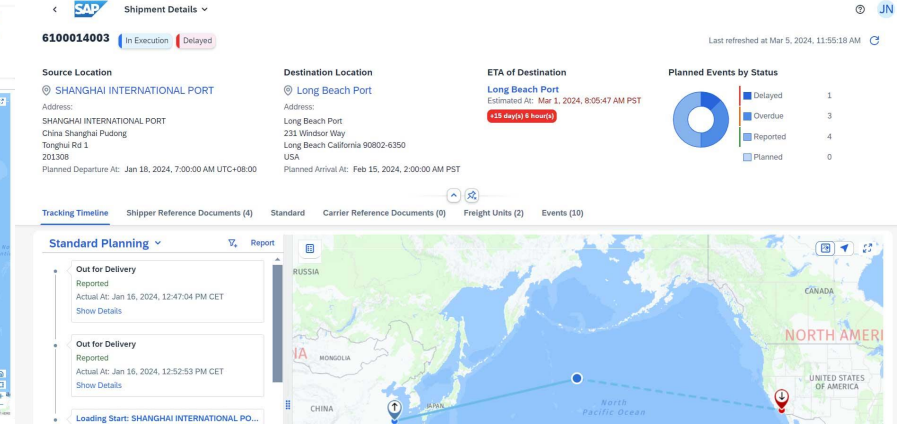 SAP
Shipment Details
JN
6100014003
In Execution
Delayed
Last refreshed at Mar 5, 2024, 11:55:18 AM
Source Location
SHANGHAI INTERNATIONAL PORT
Address:
SHANGHAI INTERNATIONAL PORT
China Shanghai Pudong
Tonghui Rd 1
201308
Planned Departure At: Jan 18, 2024, 7:00:00 AM UTC+08:00
Destination Location
Long Beach Port
Address:
Long Beach Port
231 Windsor Way
Long Beach California 90802-6350
USA
Planned Arrival At: Feb 15, 2024, 2:00:00 AM PST
ETA of Destination
Long Beach Port
Estimated At: Mar 1, 2024, 8:05:47 AM PST
+15 day(s) 6 hour(s)
Planned Events by Status
Delayed 1
Overdue 3
Reported 4
Planned 0
Tracking Timeline
Shipper Reference Documents (4)
Standard
Carrier Reference Documents (0)
Freight Units (2)
Events (10)
Standard Planning
Report
Out for Delivery
Reported
Actual At: Jan 16, 2024, 12:47:04 PM CET
Show Details
Out for Delivery
Reported
Actual At: Jan 16, 2024, 12:52:53 PM CET
Show Details
Loading Start: SHANGHAI INTERNATIONAL PO...
RUSSIA
CANADA
NORTH AMERI
IA
MONGOLIA
UNITED STATES
OF AMERICA
CHINA
JAPAN
North
Pacific Ocean